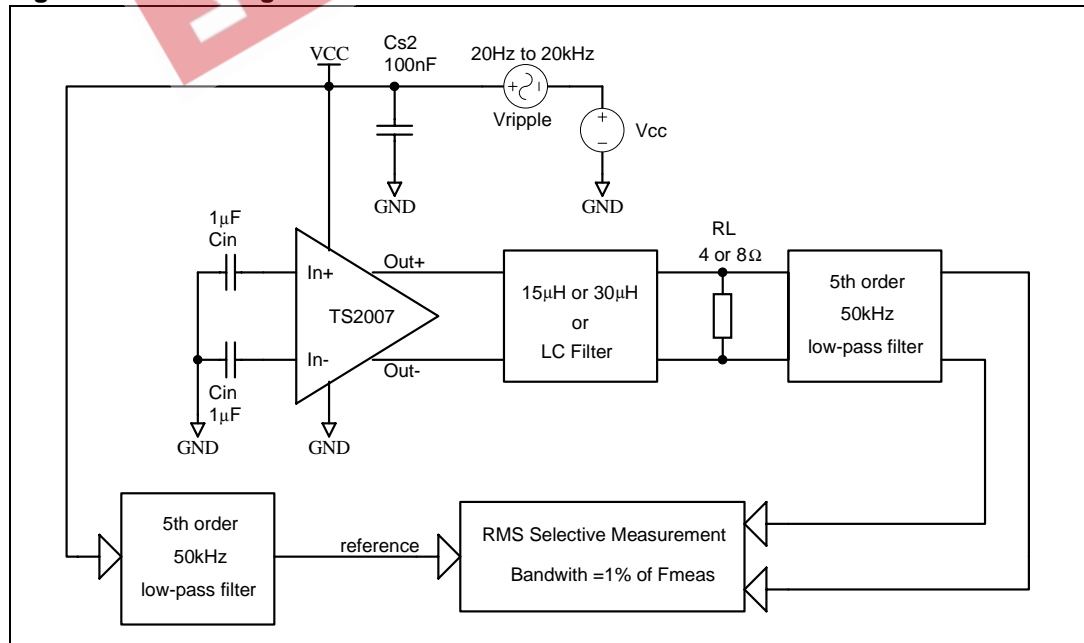 VCC
Cs2
100nF
20Hz to 20kHz
+
-
Vripple
+
−
Vcc
GND
GND
1µF
Cin
In+
Out+
TS2007
In-
Out-
Cin
1µF
GND
GND
15µH or 30µH
or
LC Filter
RL
4 or 8Ω
5th order
50kHz
low-pass filter
5th order
50kHz
low-pass filter
reference
RMS Selective Measurement
Bandwith =1% of Fmeas